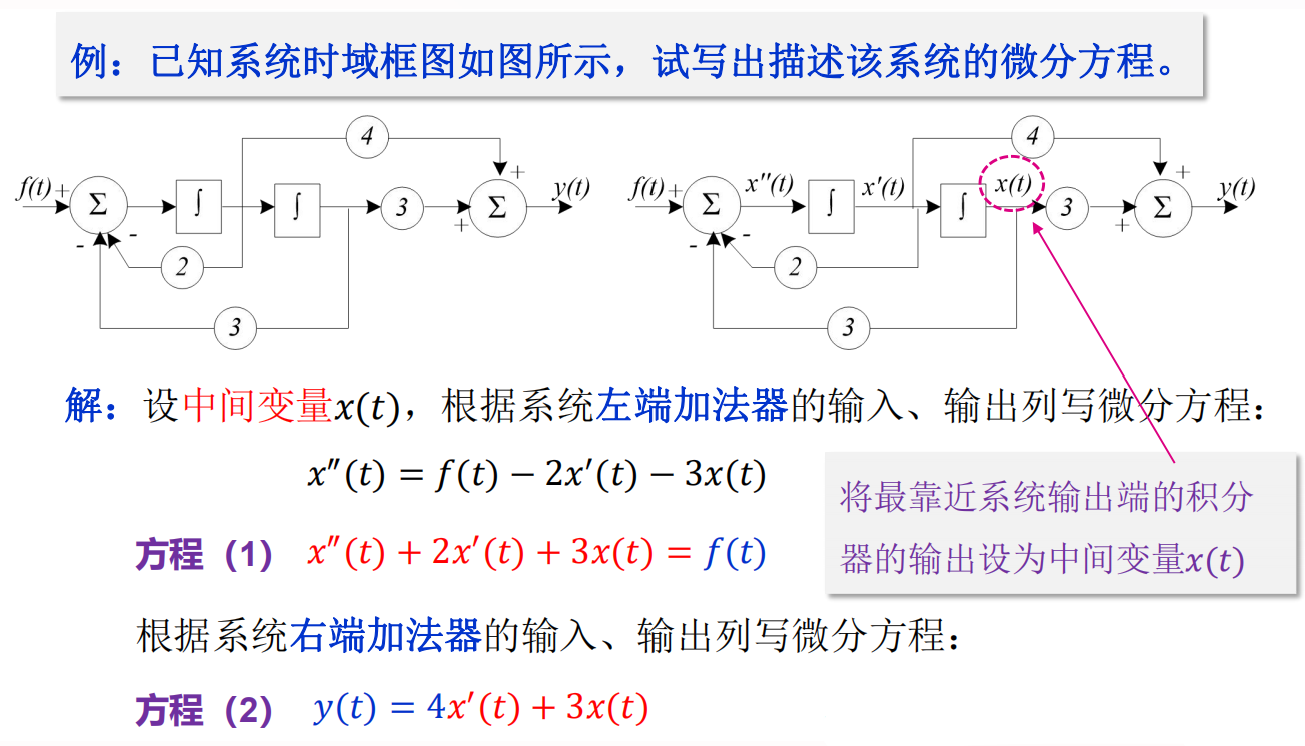 例：已知系统时域框图如图所示，试写出描述该系统的微分方程。
4
4
f(t) + Σ ∫ ∫ 3 + Σ + y(t)
f(t) + Σ x''(t) ∫ x'(t) ∫ x(t) 3 + Σ + y(t)
- - 2
- - 2
3
3
解：设中间变量x(t)，根据系统左端加法器的输入、输出列写微分方程：
x″(t) = f(t) − 2x′(t) − 3x(t)
将最靠近系统输出端的积分
器的输出设为中间变量x(t)
方程（1） x″(t) + 2x′(t) + 3x(t) = f(t)
根据系统右端加法器的输入、输出列写微分方程：
方程（2） y(t) = 4x′(t) + 3x(t)